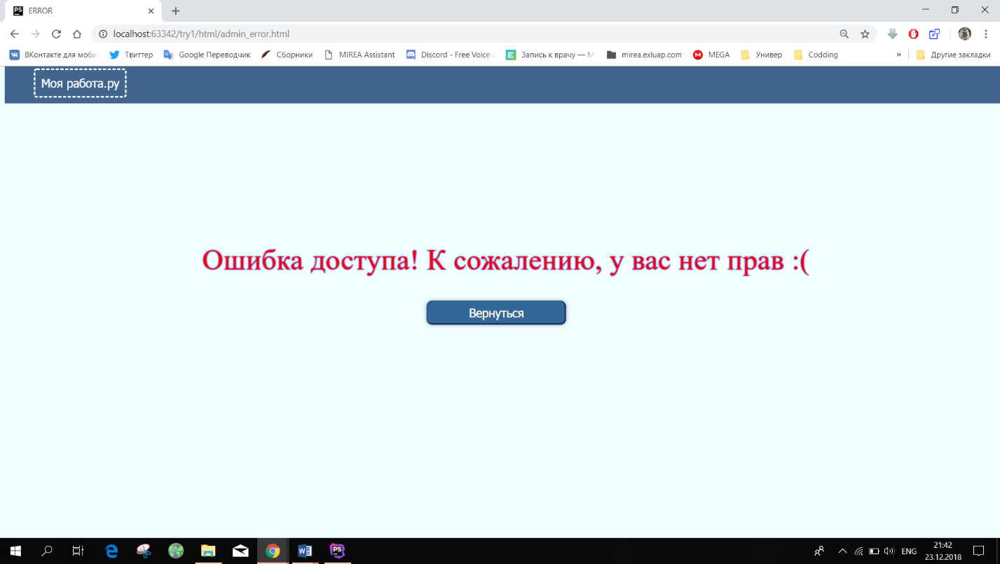 ERROR
localhost:63342/try1/html/admin_error.html
ВКонтакте для моби
Твиттер
Google Переводчик
Сборники
MIREA Assistant
Discord - Free Voice a
Запись к врачу — М
mirea.exluap.com
MEGA
Универ
Codding
»
Другие закладки
Моя работа.ру
Ошибка доступа! К сожалению, у вас нет прав :(
Вернуться
ENG
21:42
23.12.2018